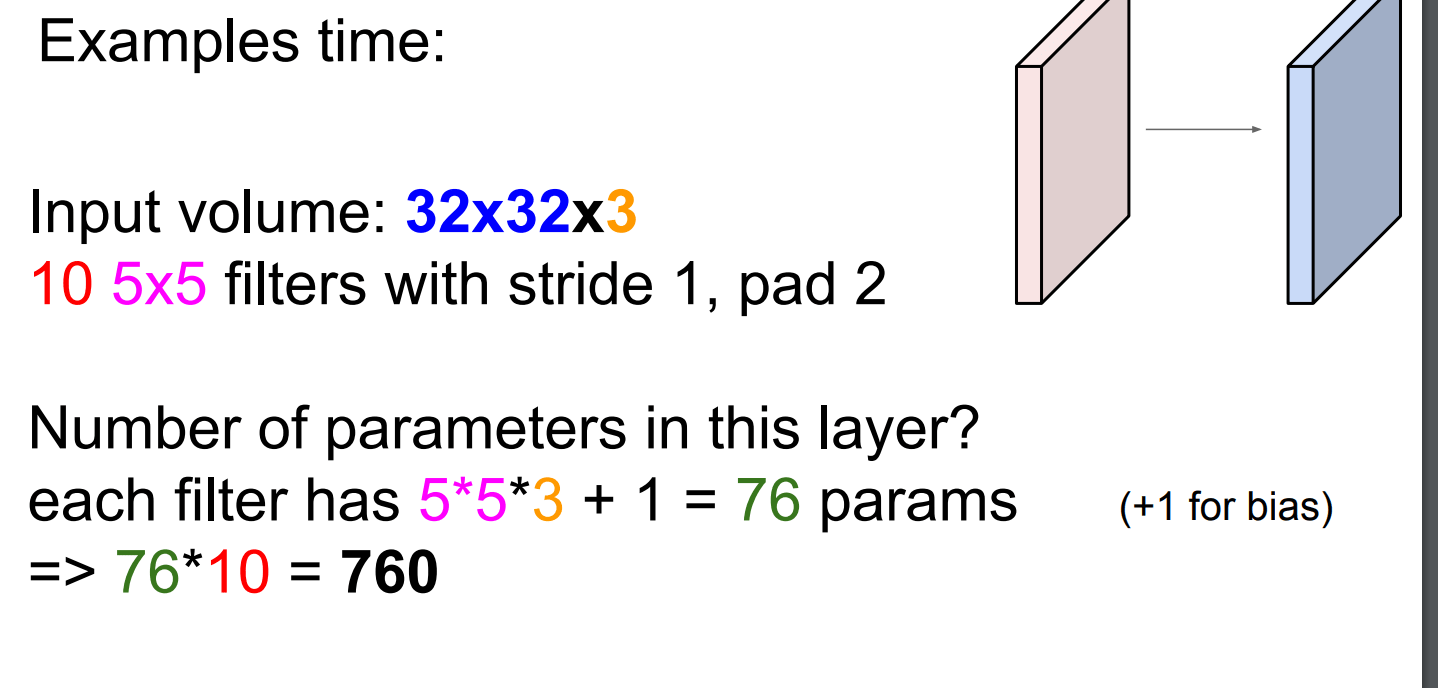 Examples time:
Input volume: 32x32x3
10 5x5 filters with stride 1, pad 2
Number of parameters in this layer?
each filter has 5*5*3 + 1 = 76 params (+1 for bias)
=> 76*10 = 760